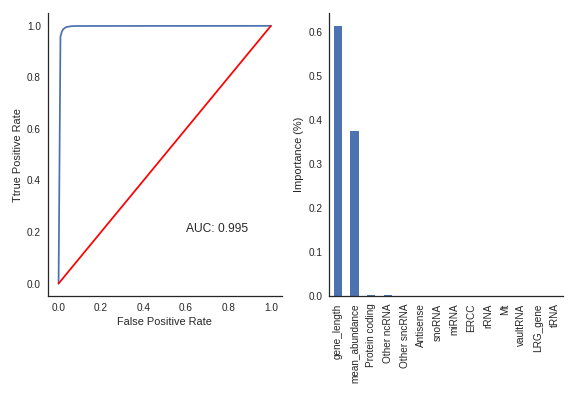 1.0
0.8
0.6
0.4
0.2
0.0
Ttrue Positive Rate
AUC: 0.995
0.0 0.2 0.4 0.6 0.8 1.0
False Positive Rate
0.6
0.5
0.4
0.3
0.2
0.1
0.0
Importance (%)
gene_length
mean_abundance
Protein coding
Other ncRNA
Other sncRNA
Antisense
snoRNA
miRNA
ERCC
rRNA
Mt
vaultRNA
LRG_gene
tRNA